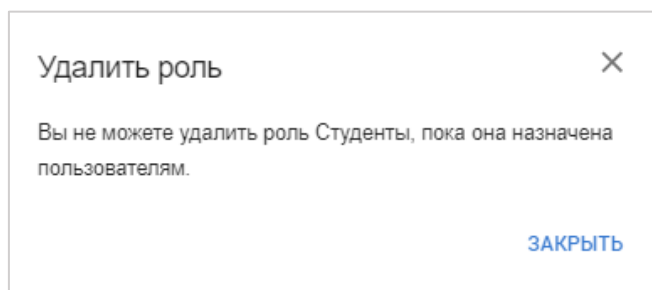 Удалить роль
Вы не можете удалить роль Студенты, пока она назначена
пользователям.
ЗАКРЫТЬ